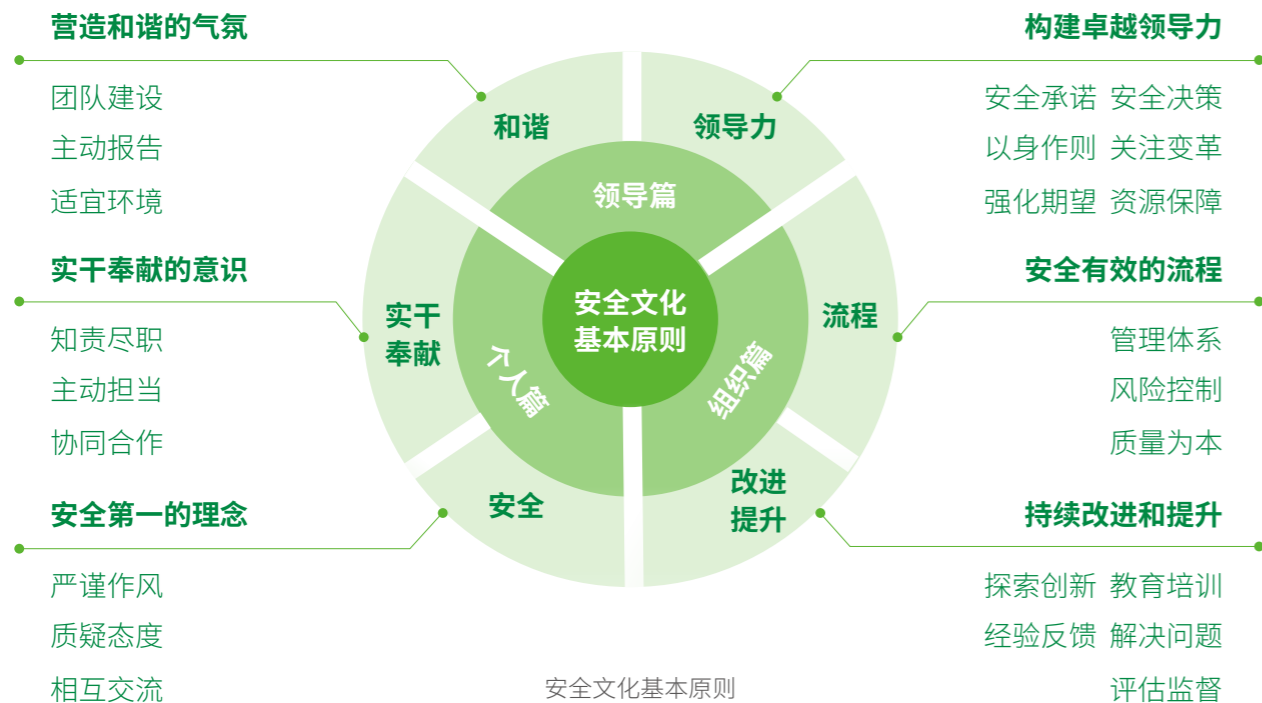 营造和谐的气氛
团队建设
主动报告
适宜环境
实干奉献的意识
知责尽职
主动担当
协同合作
安全第一的理念
严谨作风
质疑态度
相互交流
和谐
领导力
领导篇
安全文化
基本原则
实干
奉献
流程
个人篇
组织篇
安全
改进
提升
构建卓越领导力
安全承诺 安全决策
以身作则 关注变革
强化期望 资源保障
安全有效的流程
管理体系
风险控制
质量为本
持续改进和提升
探索创新 教育培训
经验反馈 解决问题
评估监督
安全文化基本原则